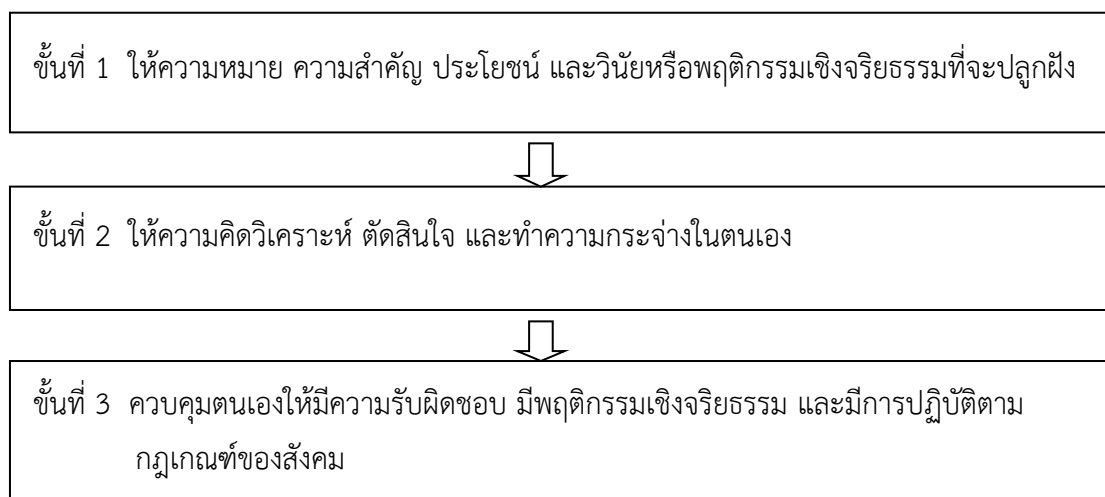 ขั้นที่ 1 ให้ความหมาย ความสำคัญ ประโยชน์ และวินัยหรือพฤติกรรมเชิงจริยธรรมที่จะปลูกฝัง
ขั้นที่ 2 ให้ความคิดวิเคราะห์ ตัดสินใจ และทำความกระจ่างในตนเอง
ขั้นที่ 3 ควบคุมตนเองให้มีความรับผิดชอบ มีพฤติกรรมเชิงจริยธรรม และมีการปฏิบัติตาม
กฎเกณฑ์ของสังคม